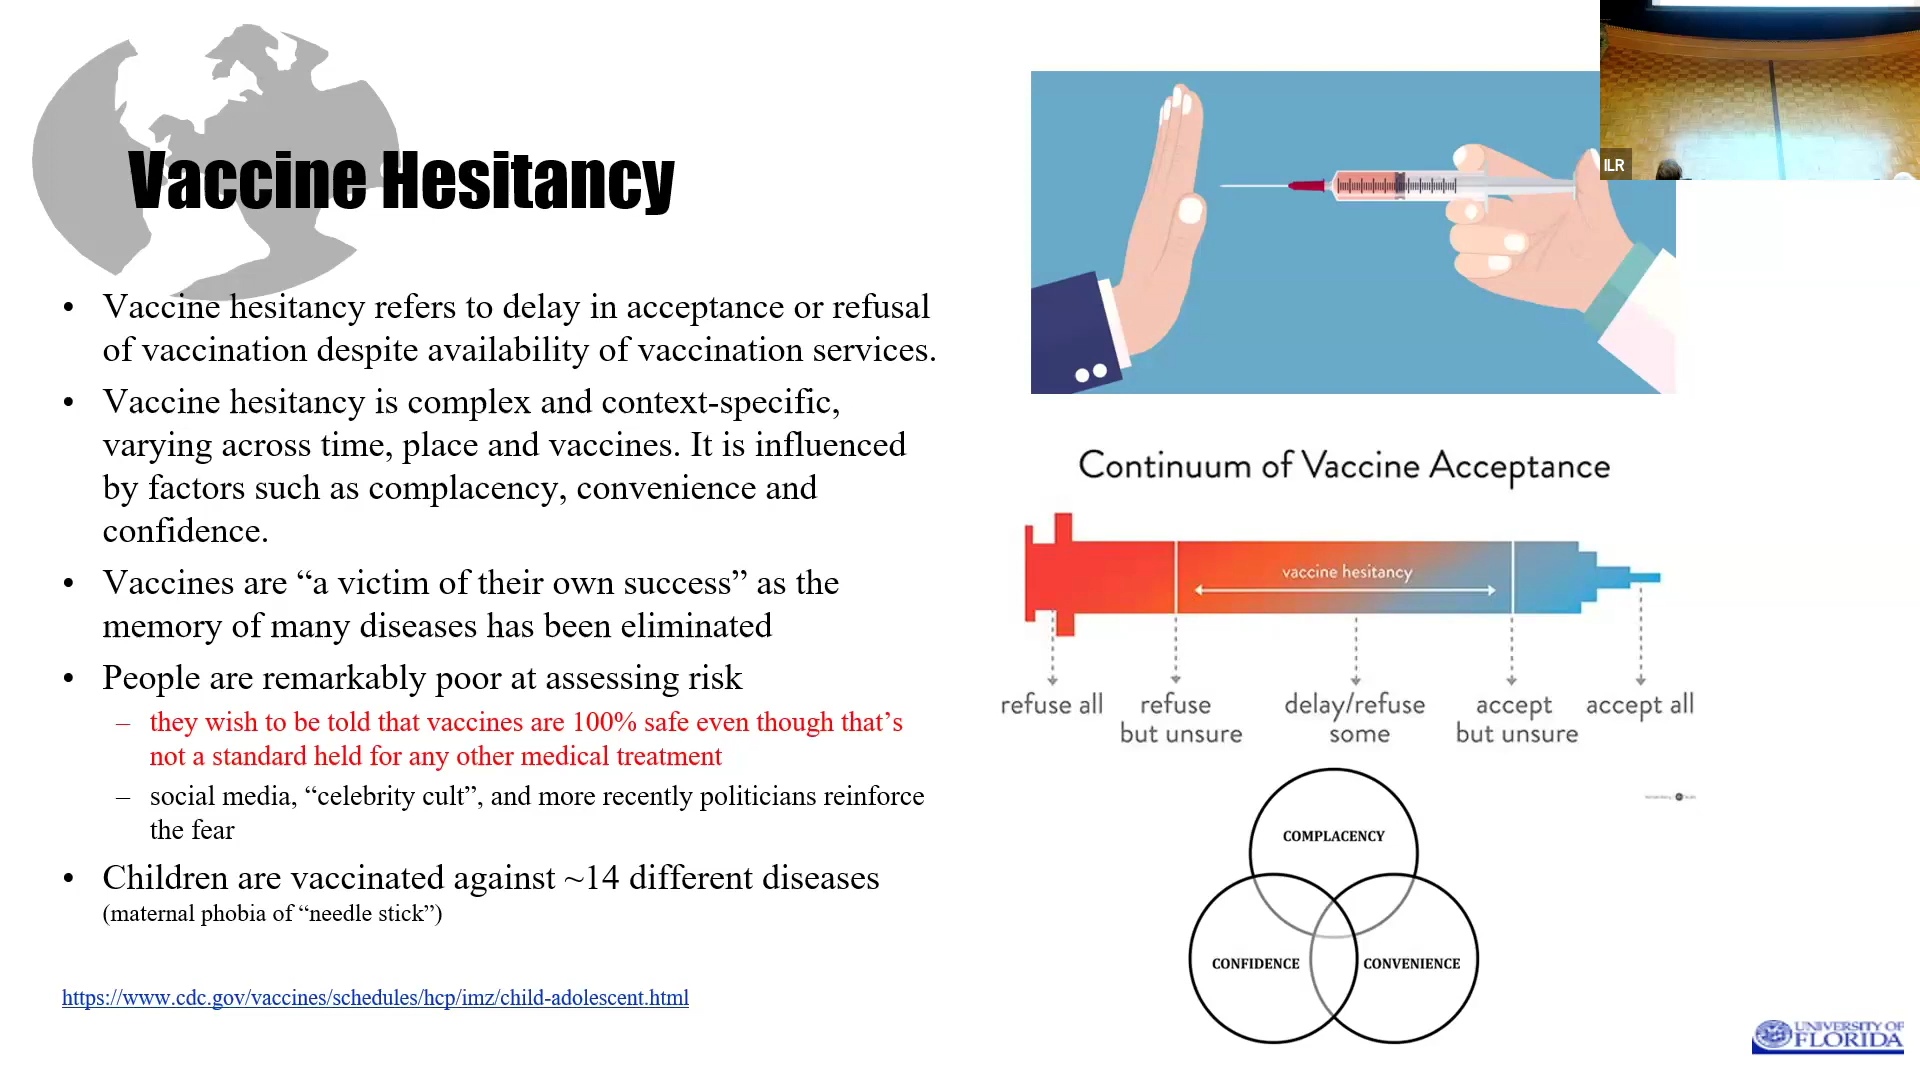 Vaccine Hesitancy
• Vaccine hesitancy refers to delay in acceptance or refusal
of vaccination despite availability of vaccination services.
• Vaccine hesitancy is complex and context-specific,
varying across time, place and vaccines. It is influenced
by factors such as complacency, convenience and
confidence.
• Vaccines are “a victim of their own success” as the
memory of many diseases has been eliminated
• People are remarkably poor at assessing risk
– they wish to be told that vaccines are 100% safe even though that’s
not a standard held for any other medical treatment
– social media, “celebrity cult”, and more recently politicians reinforce
the fear
• Children are vaccinated against ~14 different diseases
(maternal phobia of “needle stick”)
https://www.cdc.gov/vaccines/schedules/hcp/imz/child-adolescent.html
ILR
Continuum of Vaccine Acceptance
vaccine hesitancy
refuse all
refuse
but unsure
delay/refuse
some
accept
but unsure
accept all
COMPLACENCY
CONFIDENCE
CONVENIENCE
UNIVERSITY OF
FLORIDA